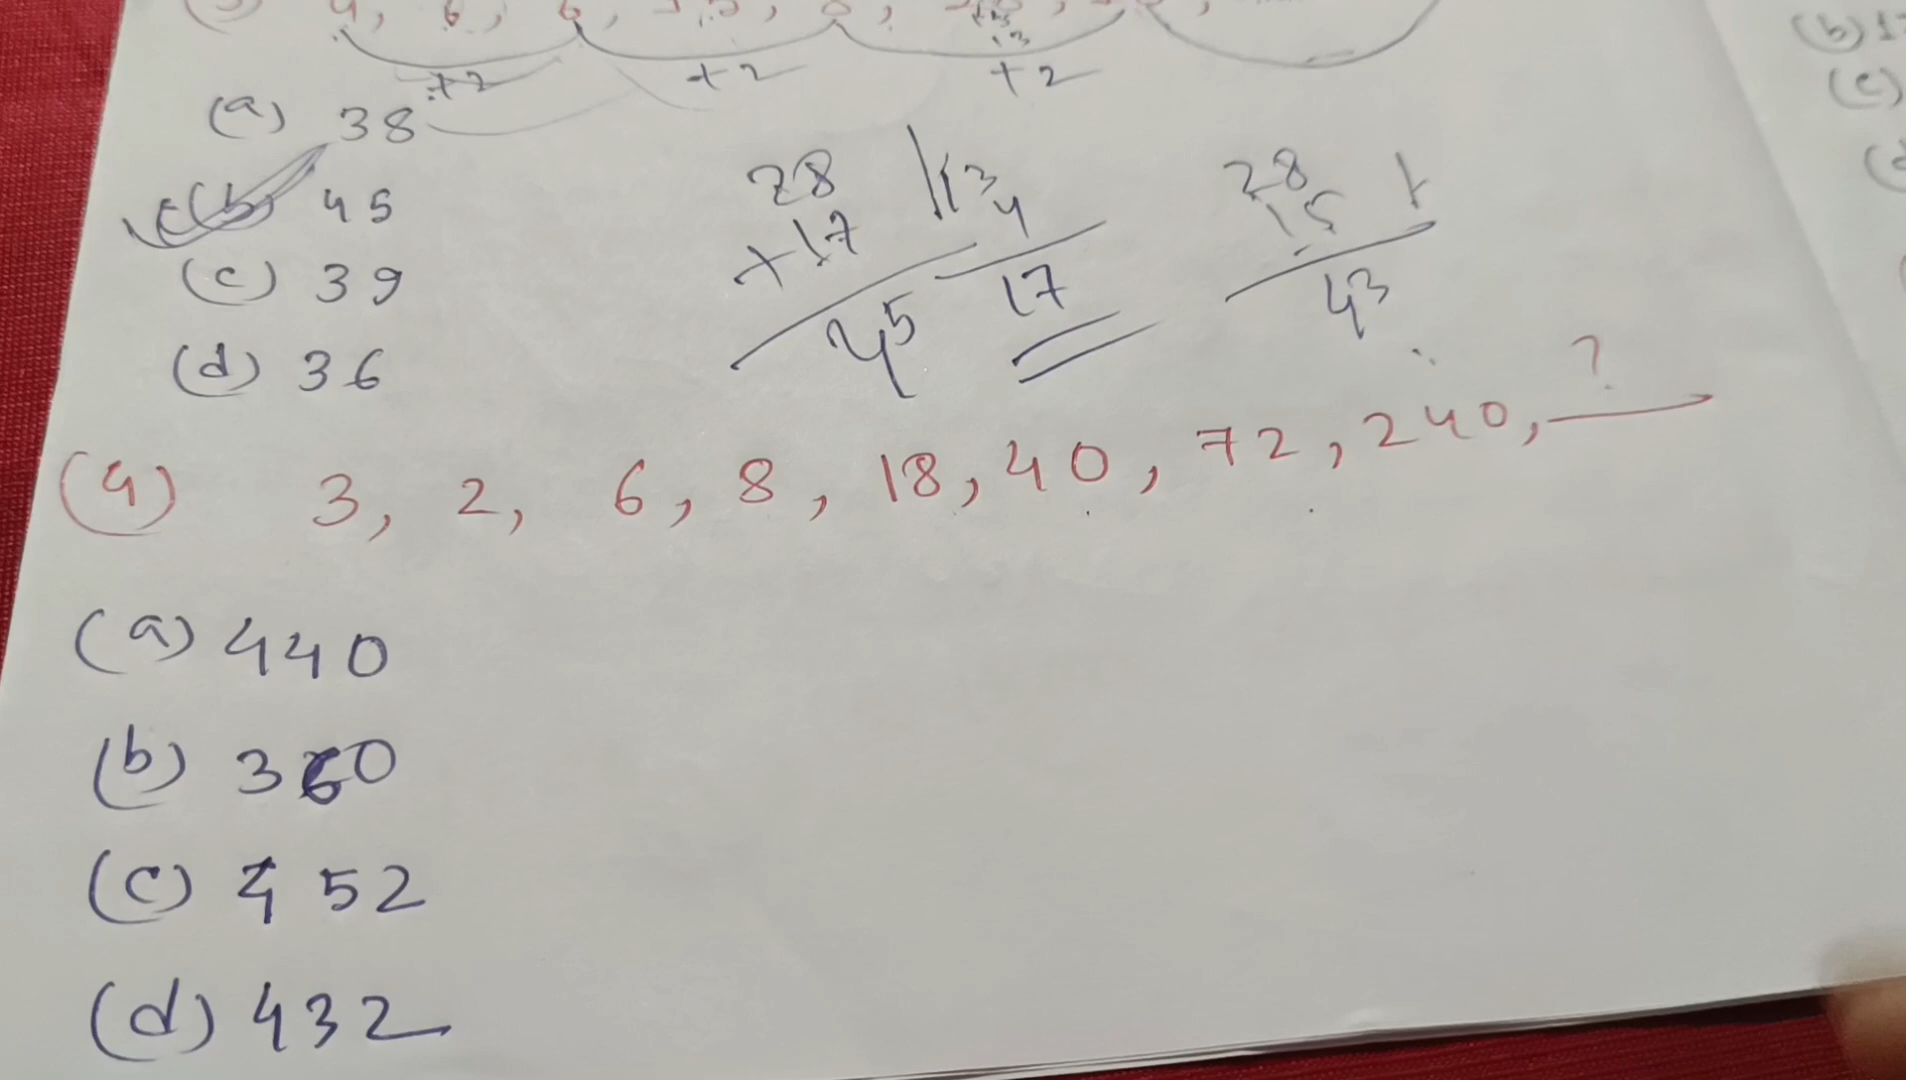 +2 +2 +2
(a) 38
(b) 45
(c) 39
(d) 36
28
+17
45
13
4
17
28
15 +
43
(4) 3, 2, 6, 8, 18, 40, 72, 240, ?
(a) 440
(b) 360
(c) 452
(d) 432
(b)
(c)